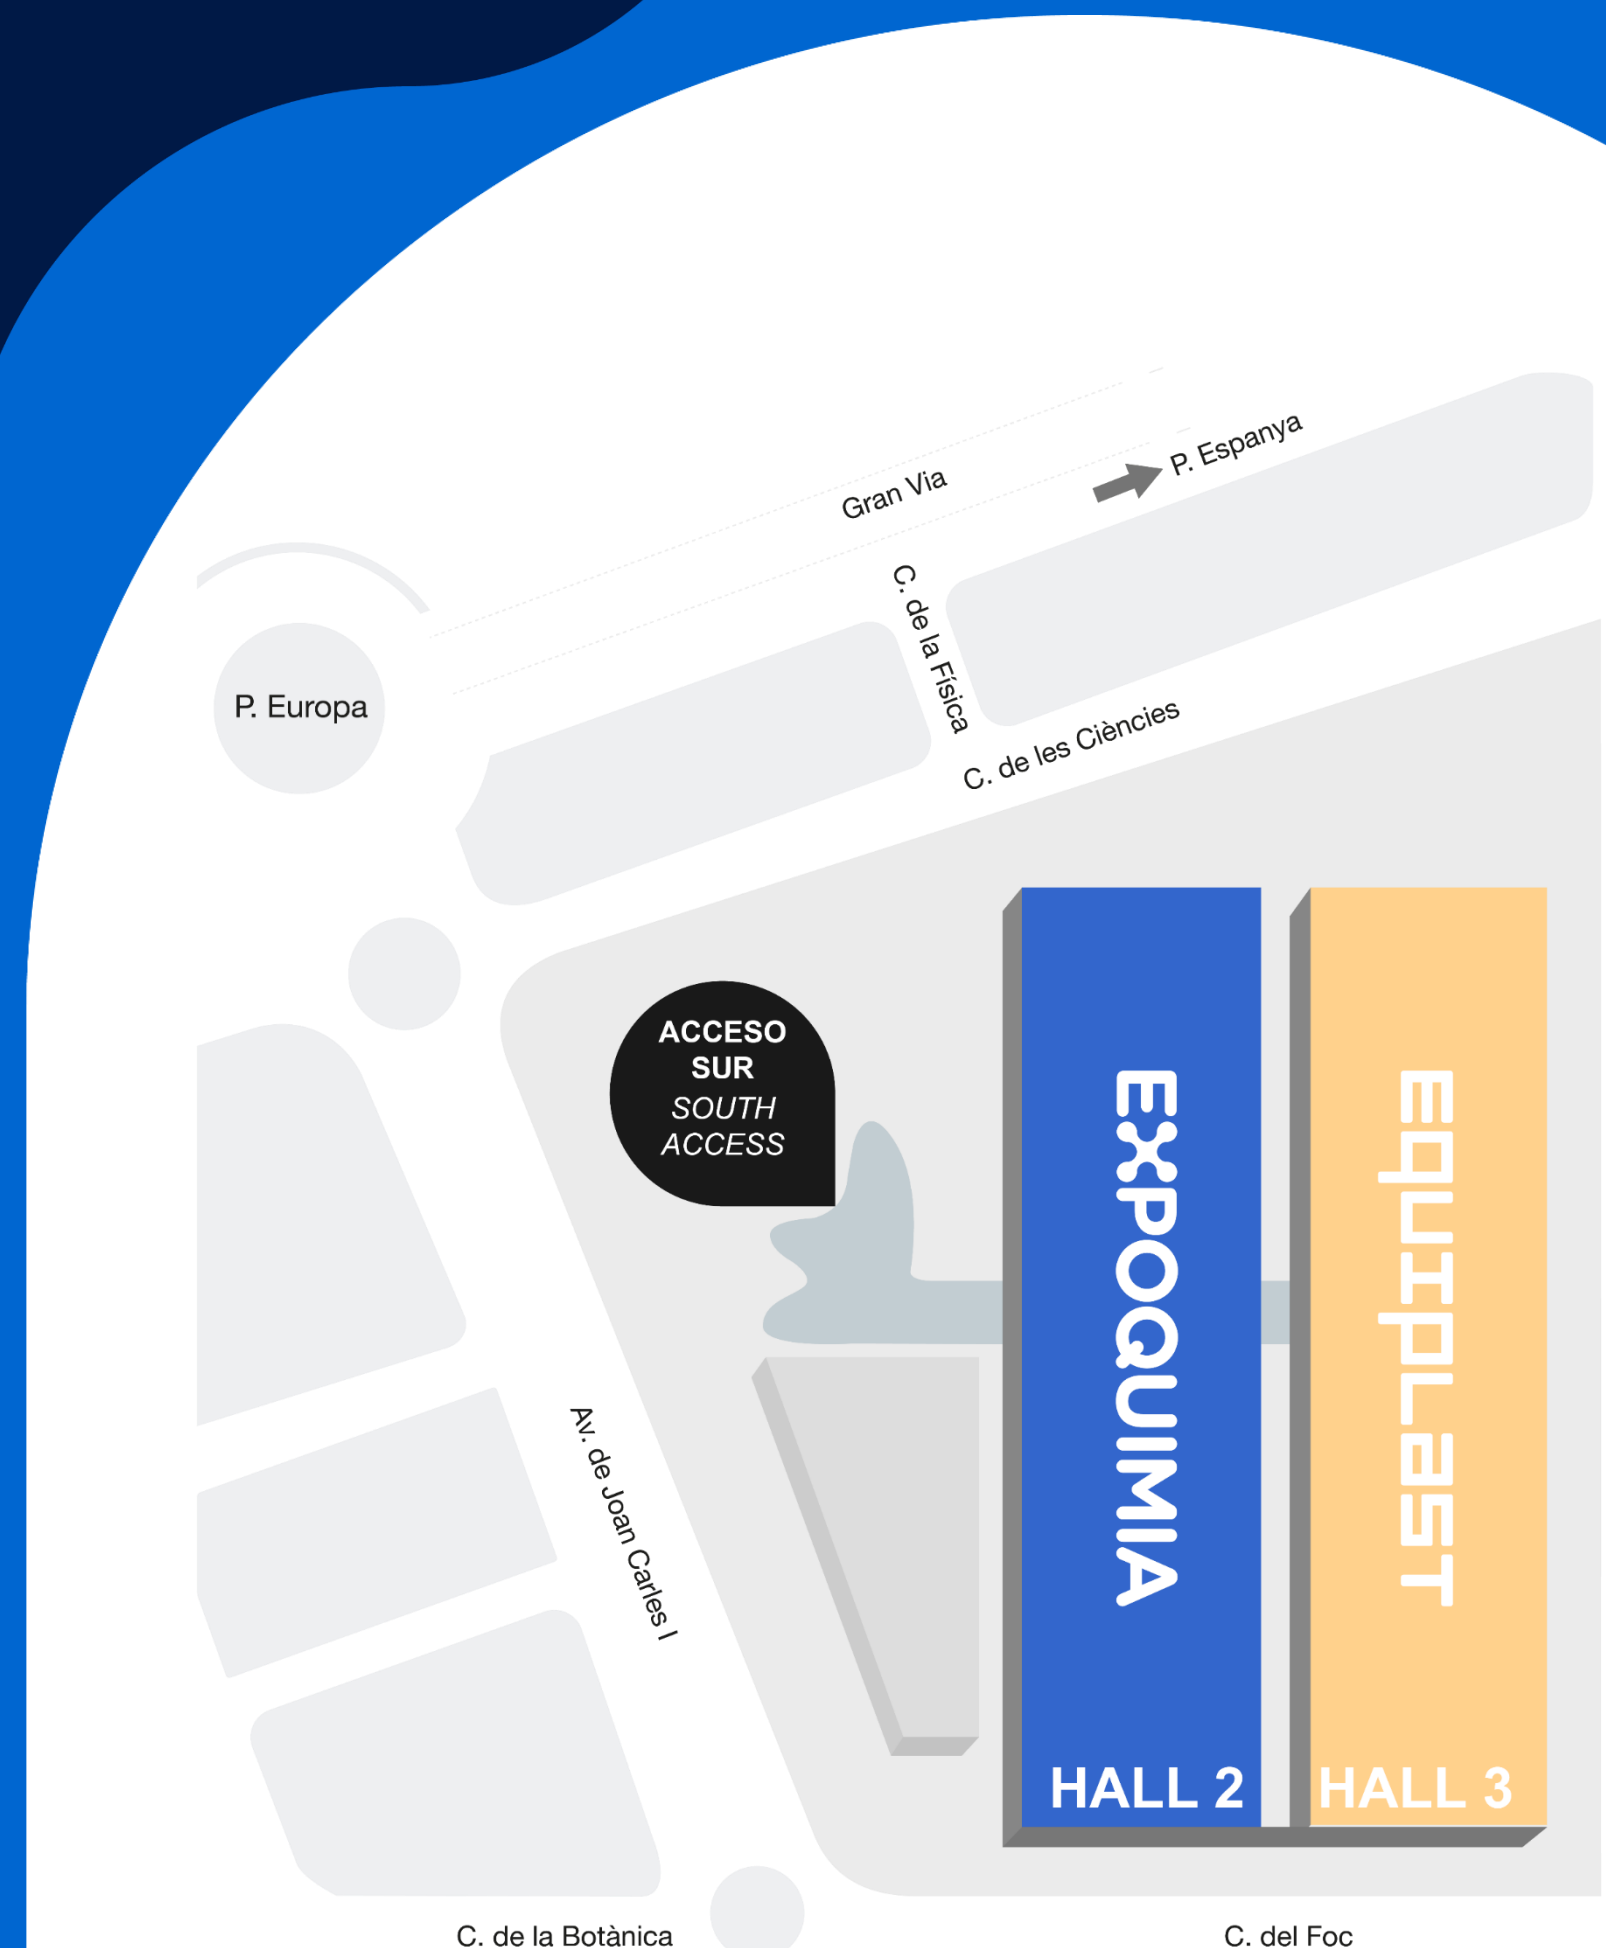 P. Espanya
Gran Via
C. de la Física
P. Europa
C. de les Ciències
ACCESO
SUR
SOUTH
ACCESS
EXPOQUIMIA
EQUIPLAST
Av. de Joan Carles I
HALL 2
HALL 3
C. de la Botànica
C. del Foc